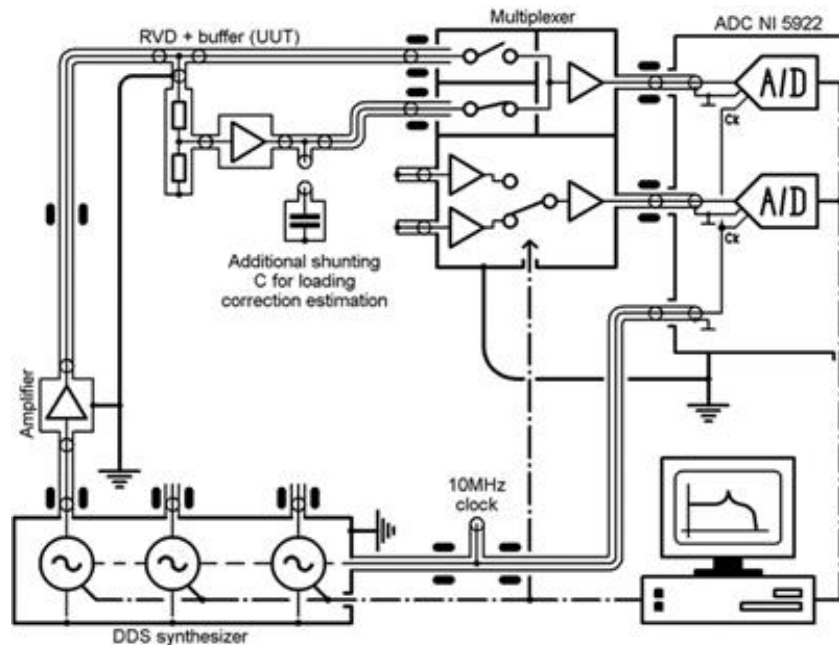 Multiplexer
ADC NI 5922
RVD + buffer (UUT)
A/D
Ck
A/D
Ck
Additional shunting
C for loading
correction estimation
Amplifier
10MHz
clock
DDS synthesizer